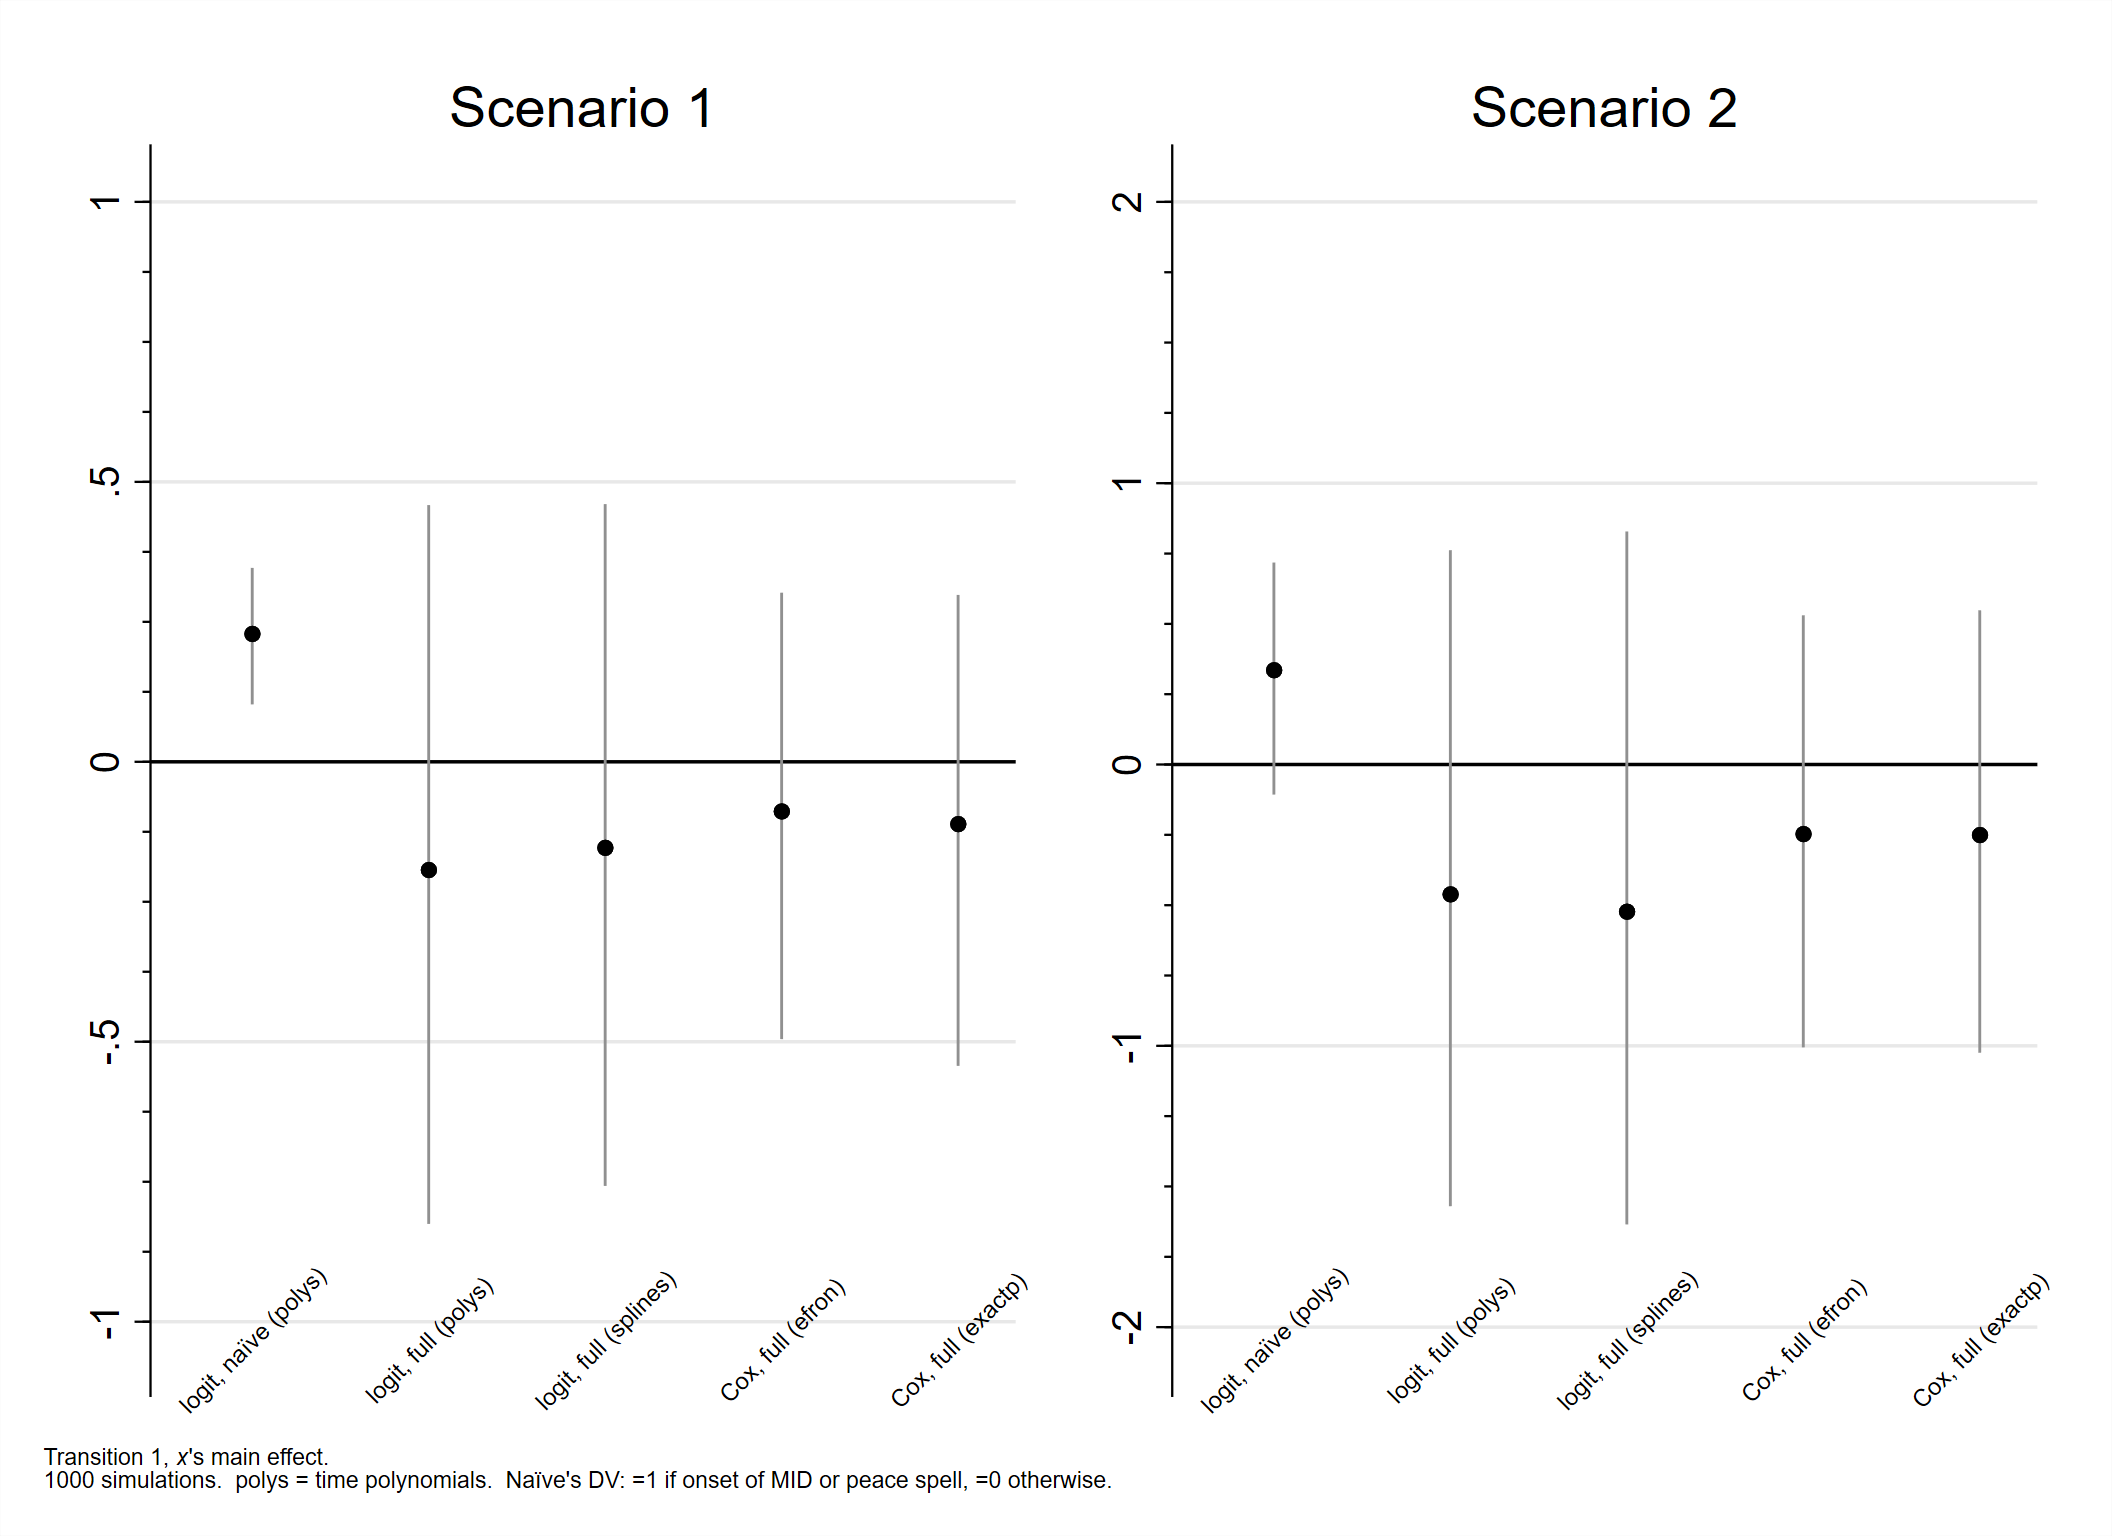 Scenario 1
1
.5
0
-.5
-1
logit, naïve (polys)
logit, full (polys)
logit, full (splines)
Cox, full (efron)
Cox, full (exactp)
Scenario 2
2
1
0
-1
-2
logit, naïve (polys)
logit, full (polys)
logit, full (splines)
Cox, full (efron)
Cox, full (exactp)
Transition 1, x's main effect.
1000 simulations.  polys = time polynomials.  Naïve's DV: =1 if onset of MID or peace spell, =0 otherwise.